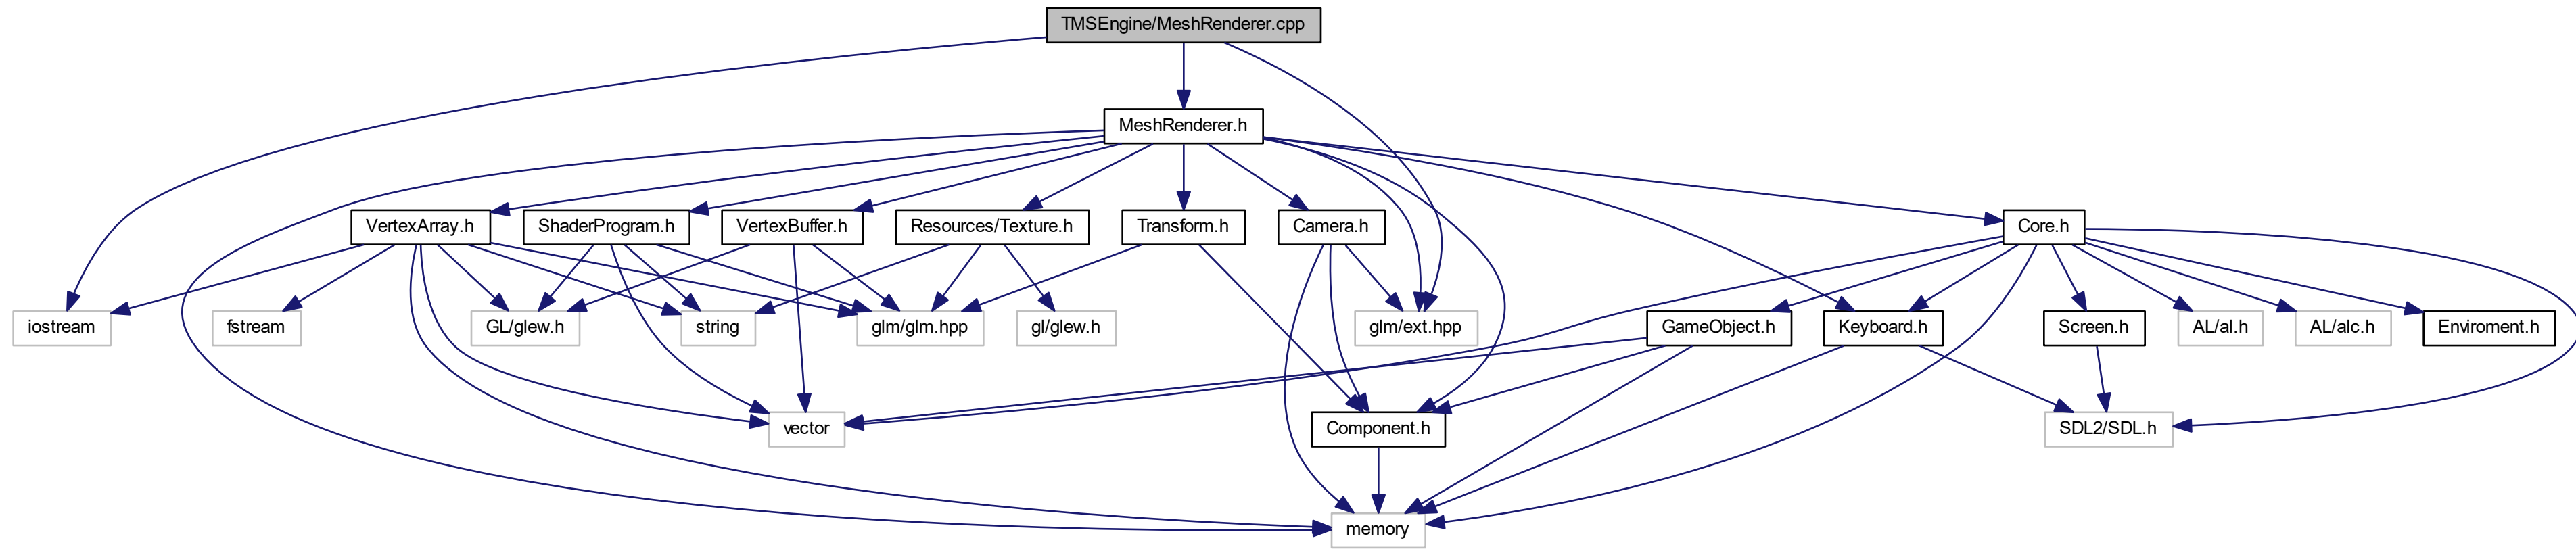 TMSEngine/MeshRenderer.cpp
MeshRenderer.h
VertexArray.h
ShaderProgram.h
VertexBuffer.h
Resources/Texture.h
Transform.h
Camera.h
Core.h
iostream
fstream
GL/glew.h
string
glm/glm.hpp
gl/glew.h
glm/ext.hpp
GameObject.h
Keyboard.h
Screen.h
AL/al.h
AL/alc.h
Enviroment.h
vector
Component.h
SDL2/SDL.h
memory